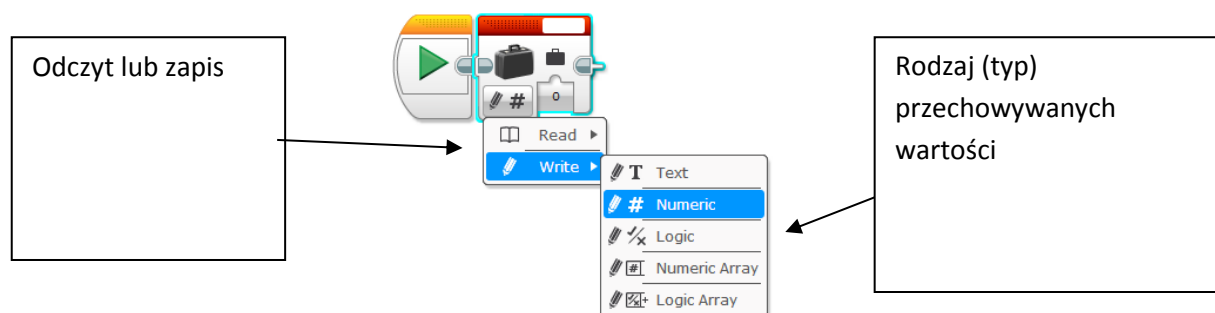 Odczyt lub zapis
#
0
Read
Write
T Text
# Numeric
Logic
# Numeric Array
Logic Array
Rodzaj (typ)
przechowywanych
wartości